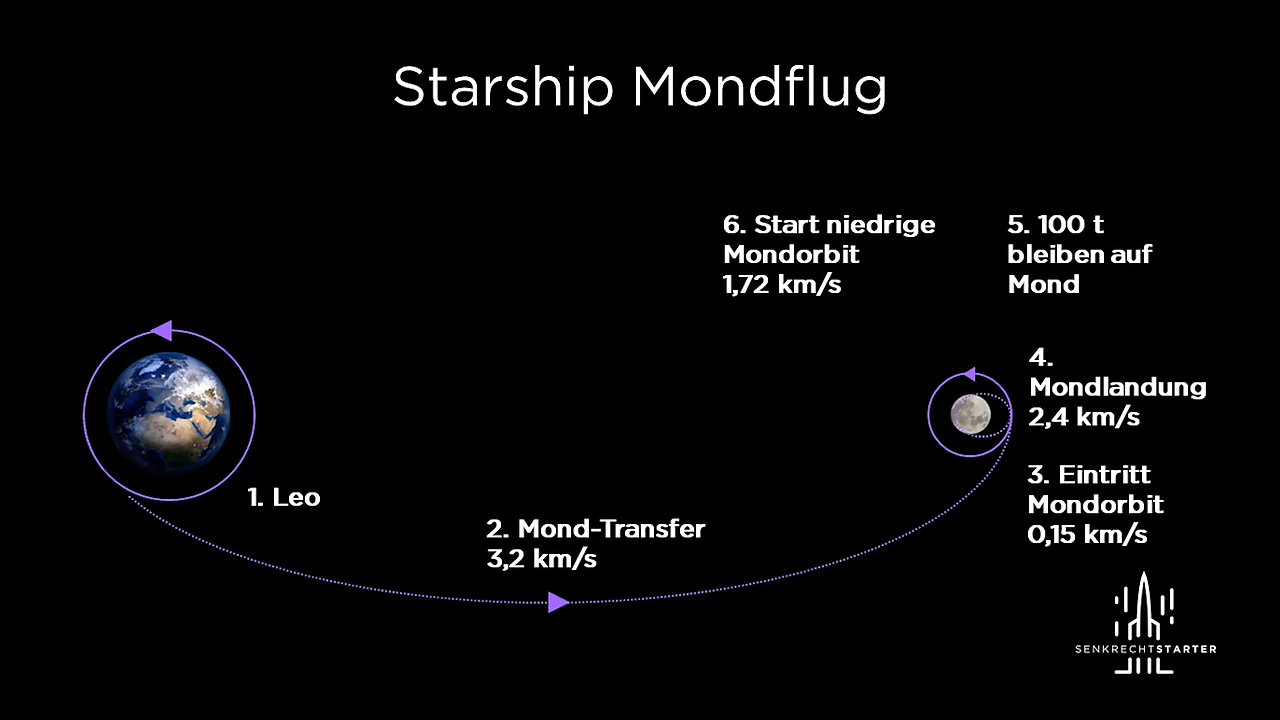 Starship Mondflug
6. Start niedrige
Mondorbit
1,72 km/s
5. 100 t
bleiben auf
Mond
4.
Mondlandung
2,4 km/s
3. Eintritt
Mondorbit
0,15 km/s
1. Leo
2. Mond-Transfer
3,2 km/s
SENKRECHTSTARTER